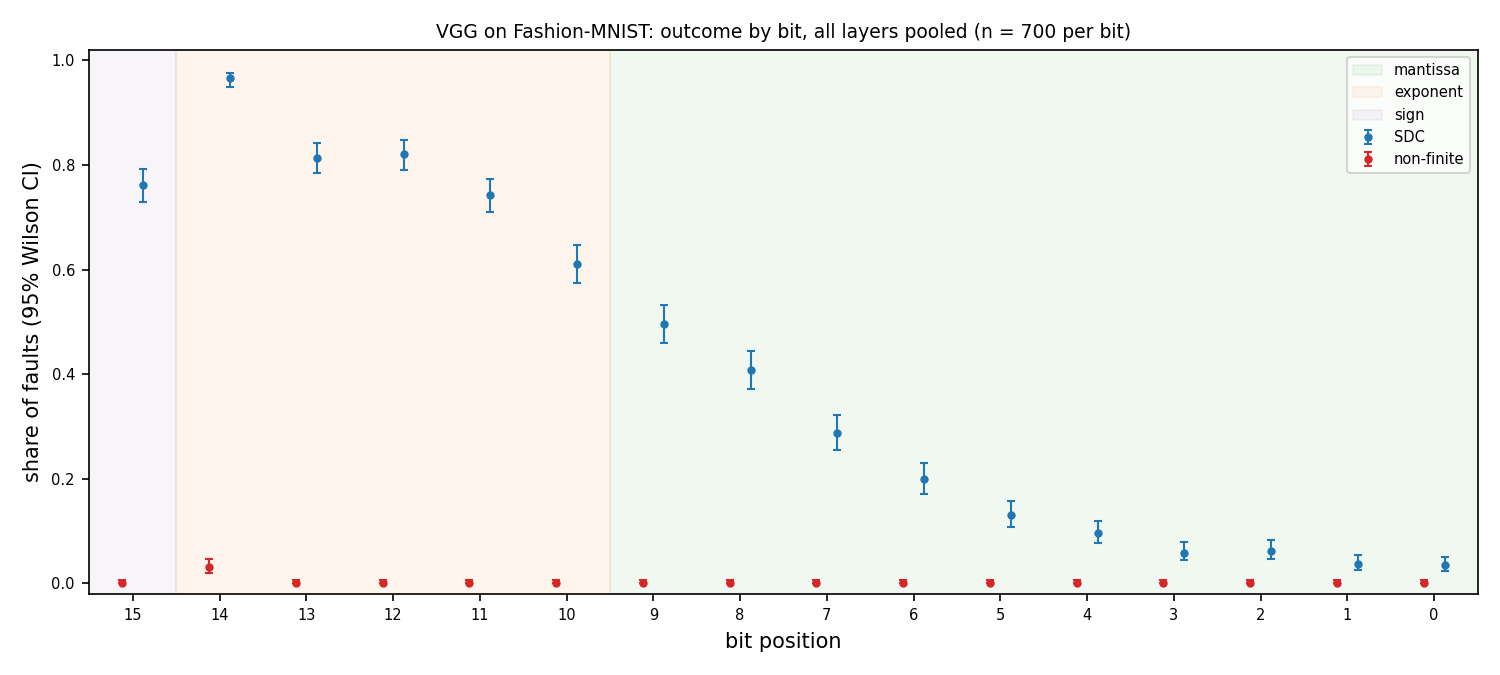 VGG on Fashion-MNIST: outcome by bit, all layers pooled (n = 700 per bit)
share of faults (95% Wilson CI)
1.0
0.8
0.6
0.4
0.2
0.0
mantissa
exponent
sign
SDC
non-finite
15 14 13 12 11 10 9 8 7 6 5 4 3 2 1 0
bit position